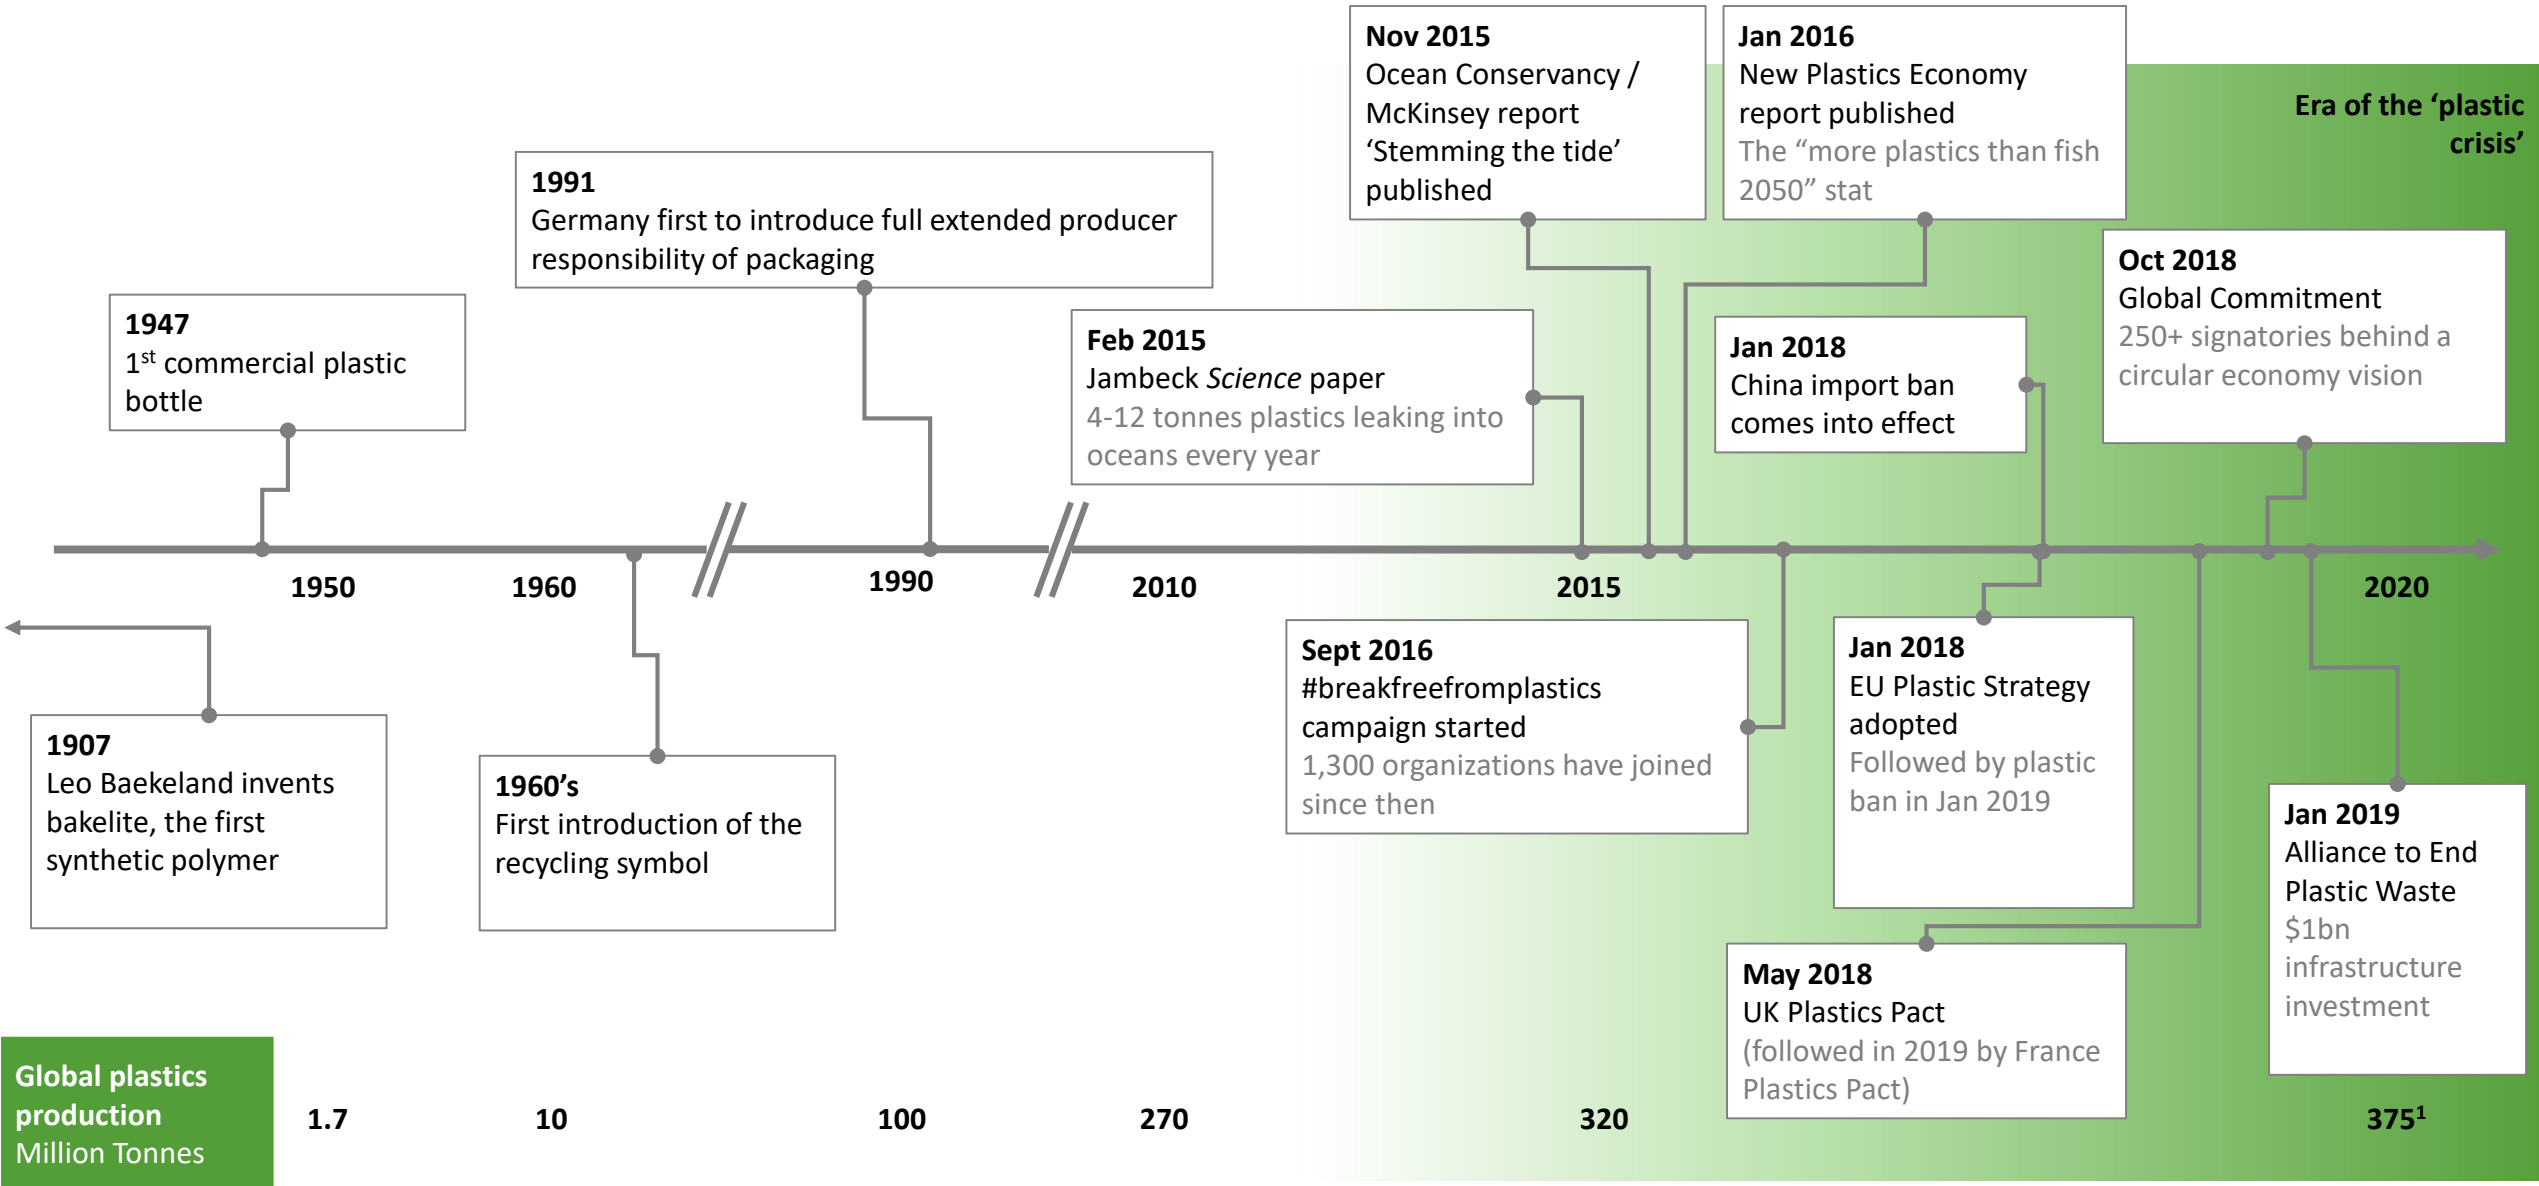 Nov 2015
Ocean Conservancy /
McKinsey report
‘Stemming the tide’
published
Jan 2016
New Plastics Economy
report published
The “more plastics than fish
2050” stat
Era of the ‘plastic
crisis’
1991
Germany first to introduce full extended producer
responsibility of packaging
Oct 2018
Global Commitment
250+ signatories behind a
circular economy vision
1947
1st commercial plastic
bottle
Feb 2015
Jambeck Science paper
4-12 tonnes plastics leaking into
oceans every year
Jan 2018
China import ban
comes into effect
1950
1960
1990
2010
2015
2020
1907
Leo Baekeland invents
bakelite, the first
synthetic polymer
1960’s
First introduction of the
recycling symbol
Sept 2016
#breakfreefromplastics
campaign started
1,300 organizations have joined
since then
Jan 2018
EU Plastic Strategy
adopted
Followed by plastic
ban in Jan 2019
Jan 2019
Alliance to End
Plastic Waste
$1bn
infrastructure
investment
May 2018
UK Plastics Pact
(followed in 2019 by France
Plastics Pact)
Global plastics
production
Million Tonnes
1.7
10
100
270
320
375¹